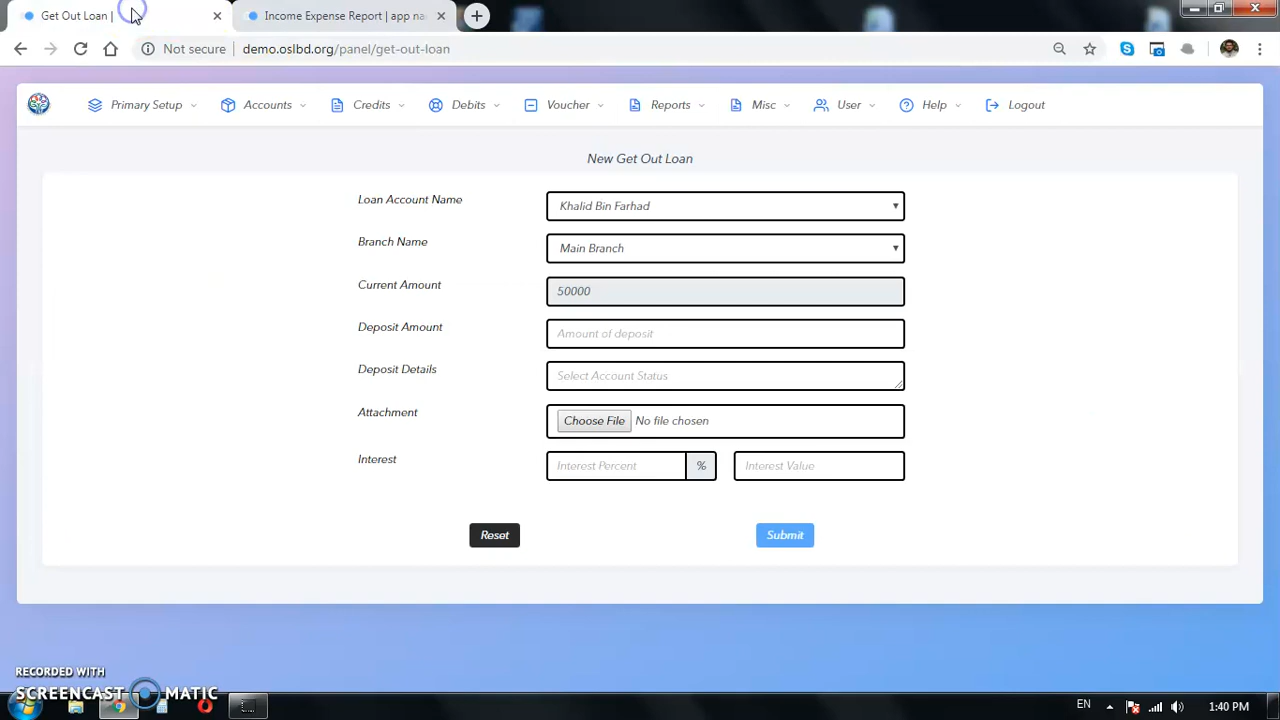 Get Out Loan |
Income Expense Report | app na
Not secure
demo.oslbd.org/panel/get-out-loan
Primary Setup
Accounts
Credits
Debits
Voucher
Reports
Misc
User
Help
Logout
New Get Out Loan
Loan Account Name
Khalid Bin Farhad
Branch Name
Main Branch
Current Amount
50000
Deposit Amount
Amount of deposit
Deposit Details
Select Account Status
Attachment
Choose File No file chosen
Interest
Interest Percent
%
Interest Value
Reset
Submit
RECORDED WITH
SCREENCAST MATIC
EN
1:40 PM